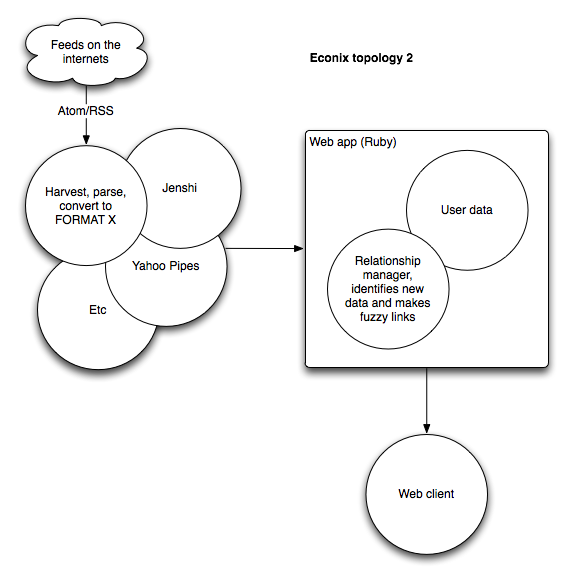 Feeds on the
internets
Econix topology 2
Atom/RSS
Web app (Ruby)
Harvest, parse,
convert to
FORMAT X
Jenshi
User data
Yahoo Pipes
Relationship
manager,
identifies new
data and makes
fuzzy links
Etc
Web client